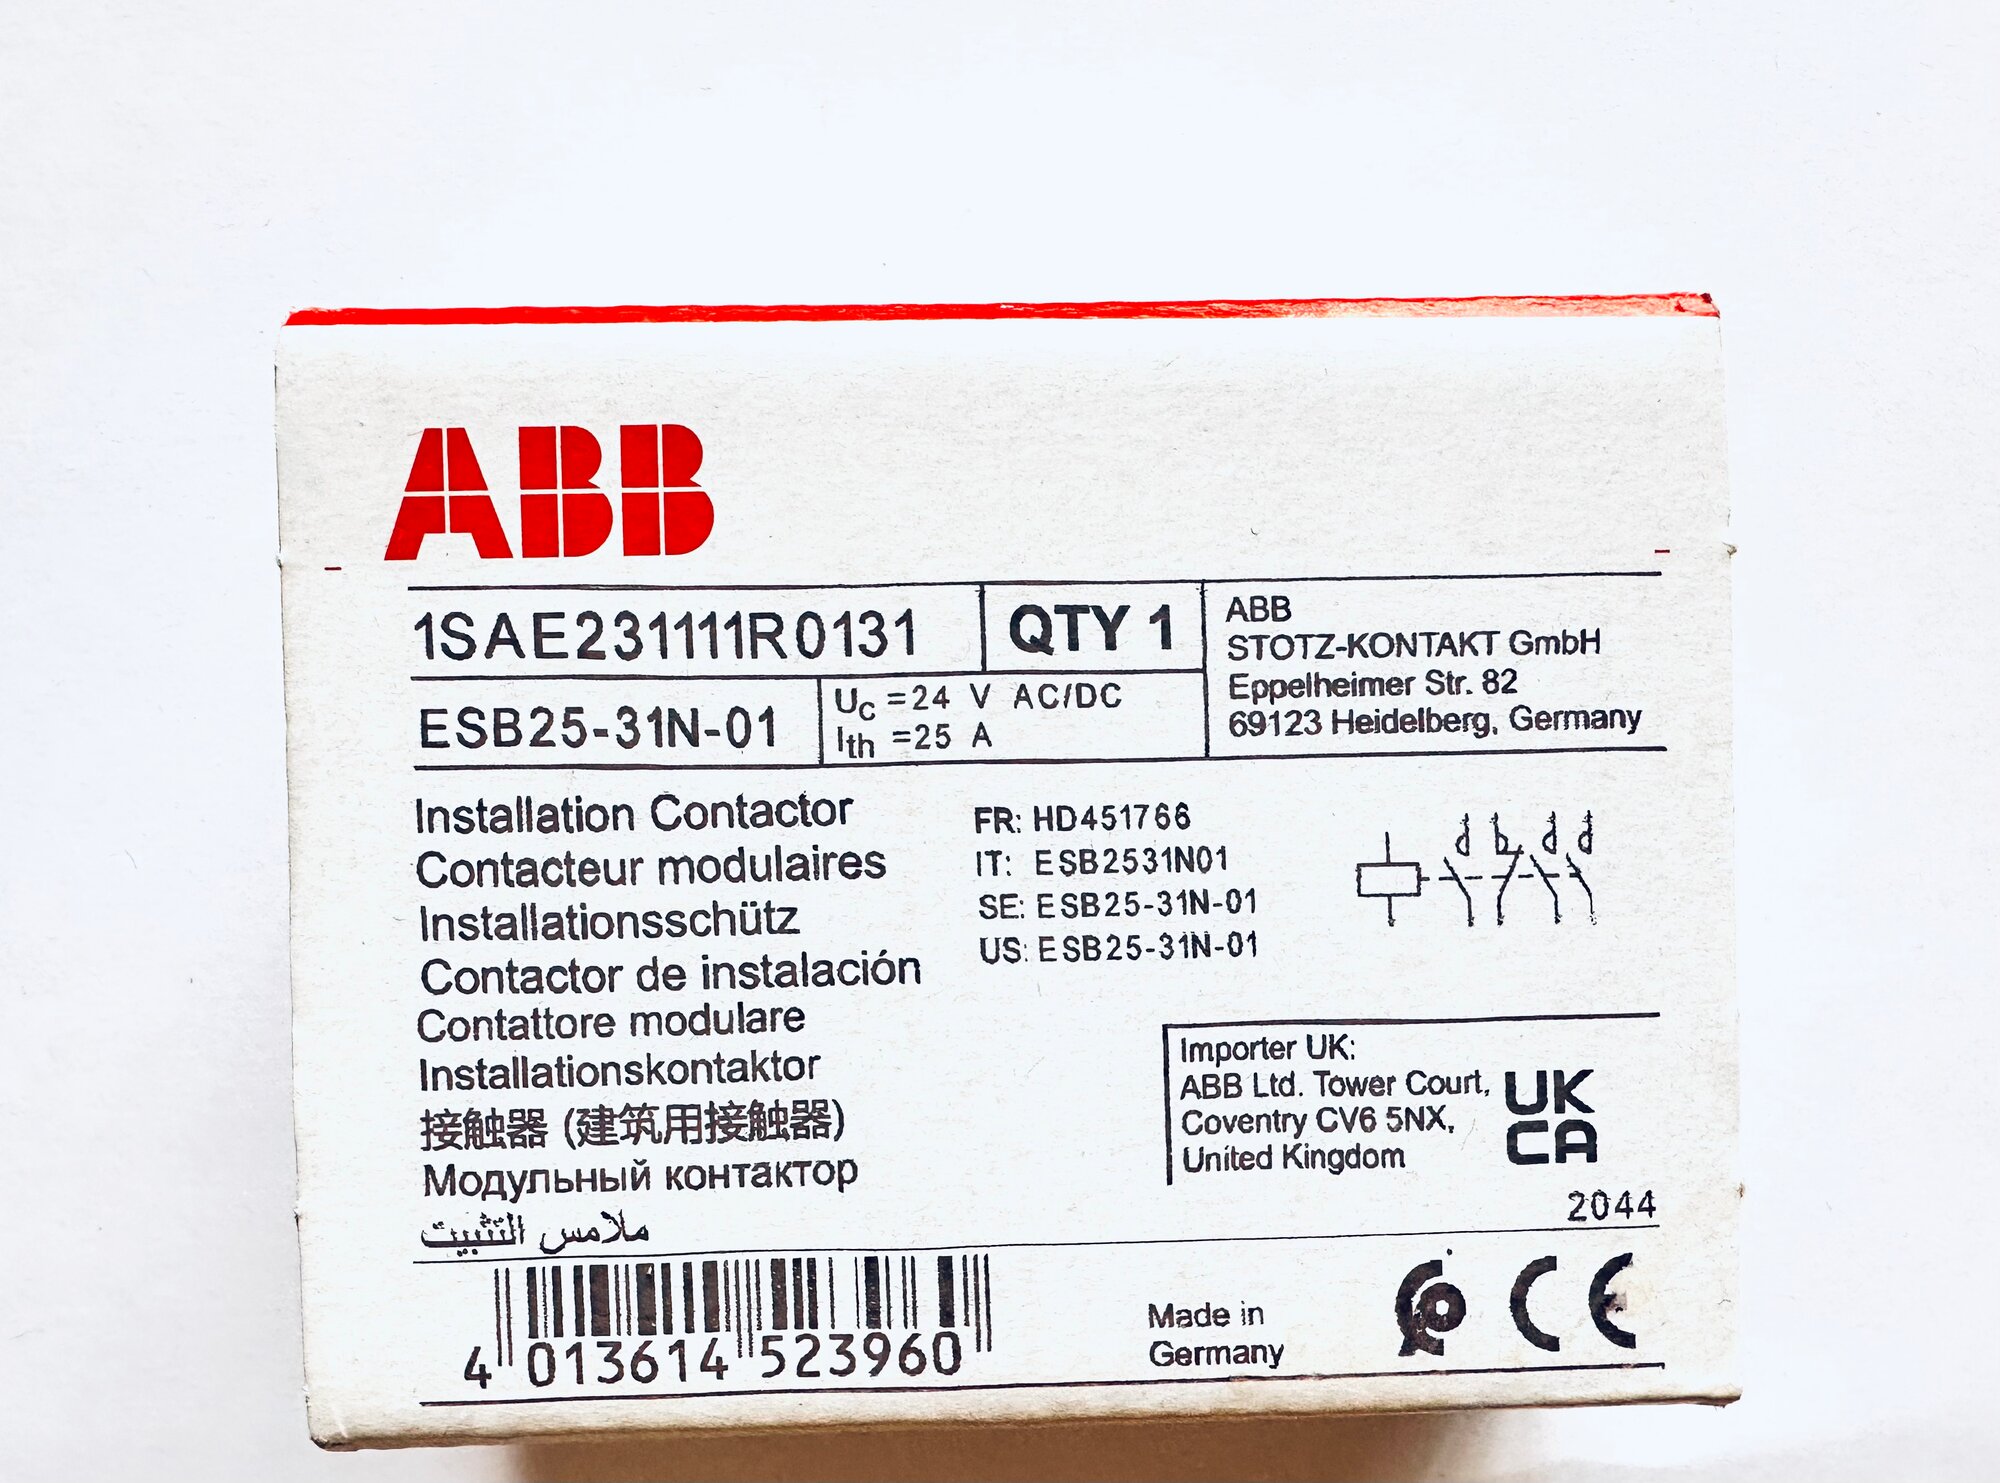 ABB
1SAE231111R0131
QTY 1
ESB25-31N-01
Uc =24 V AC/DC
Ith =25 A
ABB
STOTZ-KONTAKT GmbH
Eppelheimer Str. 82
69123 Heidelberg, Germany
Installation Contactor
Contacteur modulaires
Installationsschütz
Contactor de instalación
Contattore modulare
Installationskontaktor
接触器 (建筑用接触器)
Модульный контактор
ملامس التثبيت
FR: HD451766
IT: ESB2531N01
SE: ESB25-31N-01
US: ESB25-31N-01
Importer UK:
ABB Ltd. Tower Court,
Coventry CV6 5NX,
United Kingdom
UK
CA
2044
4 013614 523960
Made in
Germany
CE